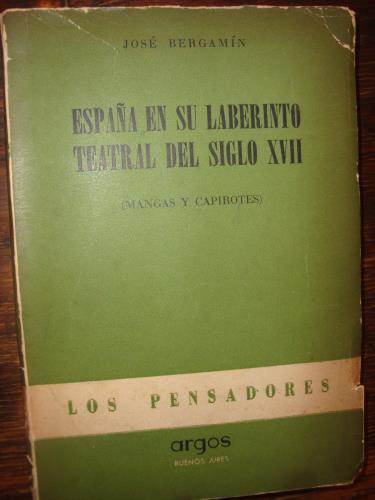 JOSÉ BERGAMÍN
ESPAÑA EN SU LABERINTO
TEATRAL DEL SIGLO XVII
(MANGAS Y CAPIROTES)
LOS PENSADORES
argos
BUENOS AIRES